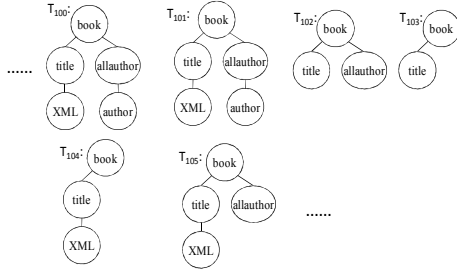 T100: book T101: book T102: book T103: book
title allauthor title allauthor title allauthor title
......
XML author XML author
T104: book T105: book
title title allauthor
......
XML XML